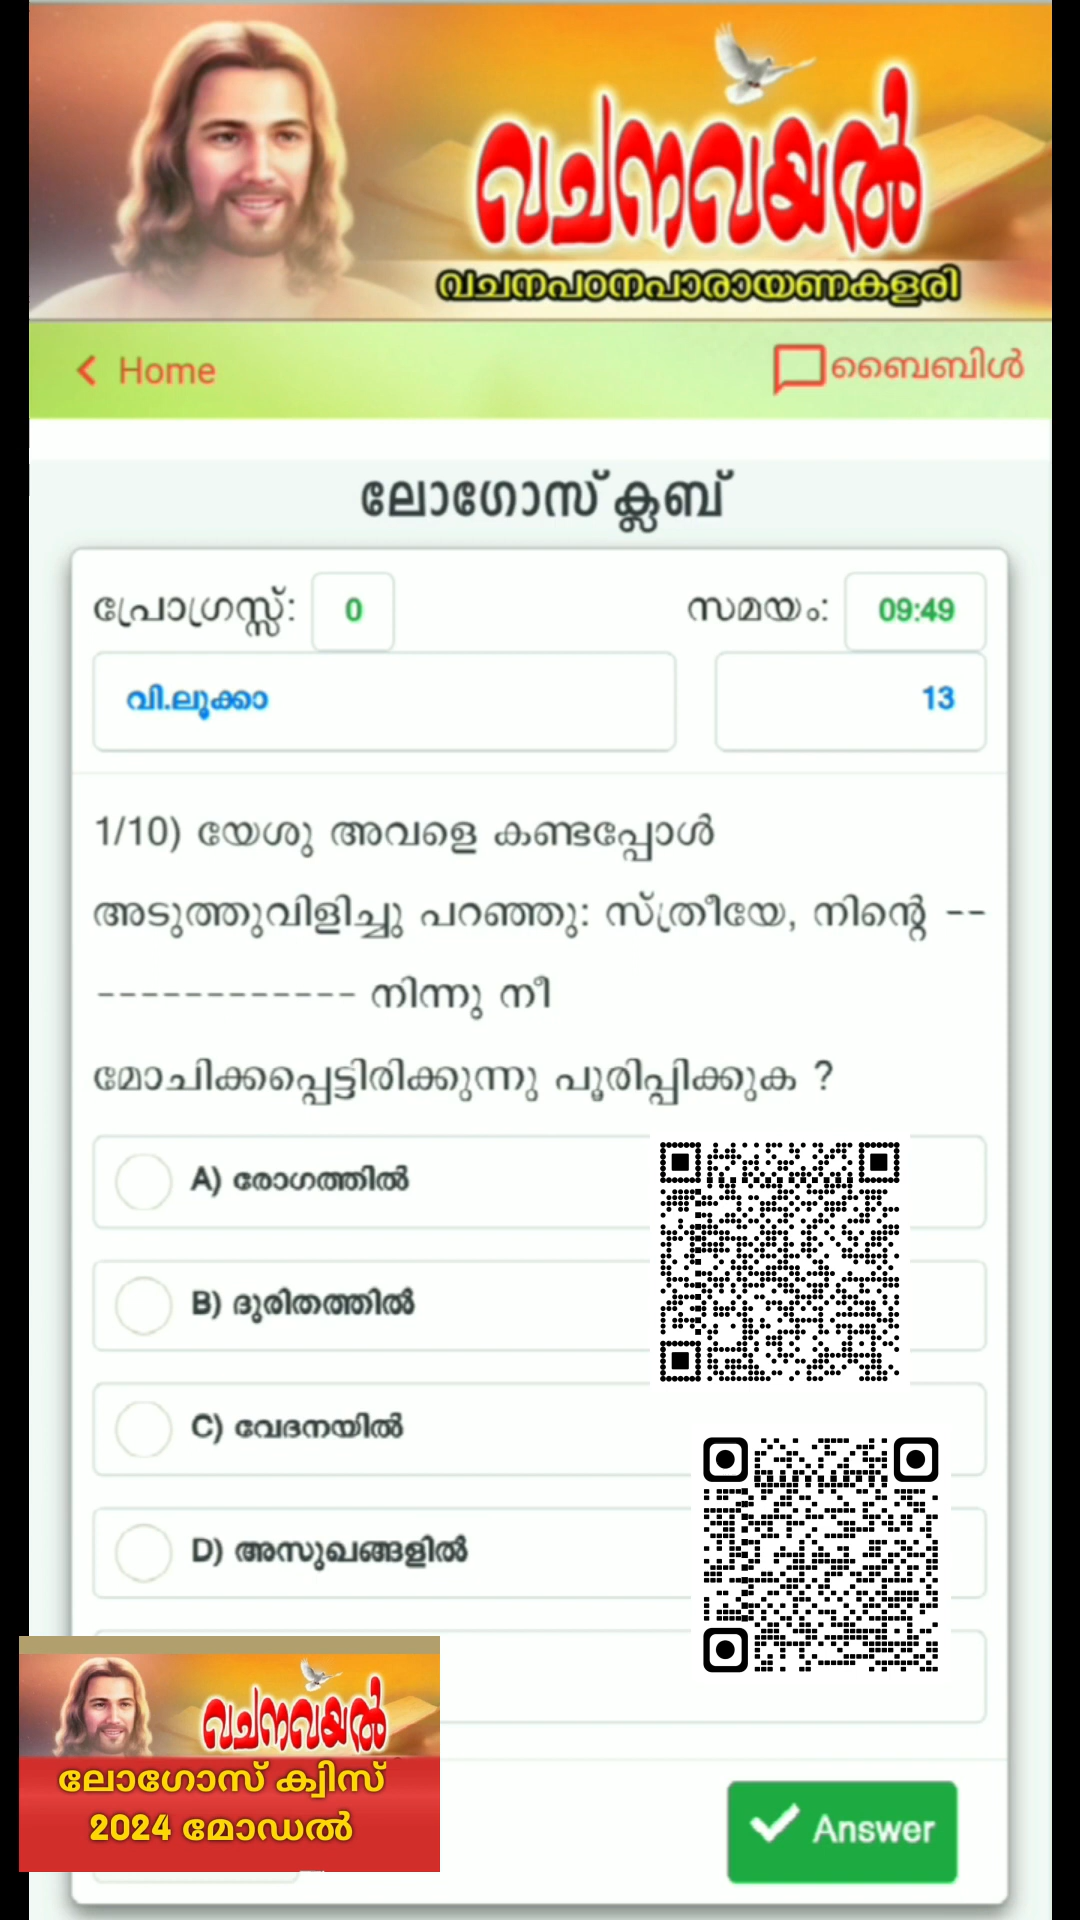 വചനവയൽ
വചനപഠനപാരായണകളരി
Home
ബൈബിൾ
ലോഗോസ് ക്ലബ്
പ്രോഗ്രസ്സ്: 0 സമയം: 09:49
വി.ലൂക്കാ 13
1/10) യേശു അവളെ കണ്ടപ്പോൾ
അടുത്തുവിളിച്ചു പറഞ്ഞു: സ്ത്രീയേ, നിന്റെ --
------------ നിന്നു നീ
മോചിക്കപ്പെട്ടിരിക്കുന്നു പൂരിപ്പിക്കുക ?
A) രോഗത്തിൽ
B) ദുരിതത്തിൽ
C) വേദനയിൽ
D) അസുഖങ്ങളിൽ
വചനവയൽ
ലോഗോസ് ക്വിസ്
2024 മോഡൽ
Answer